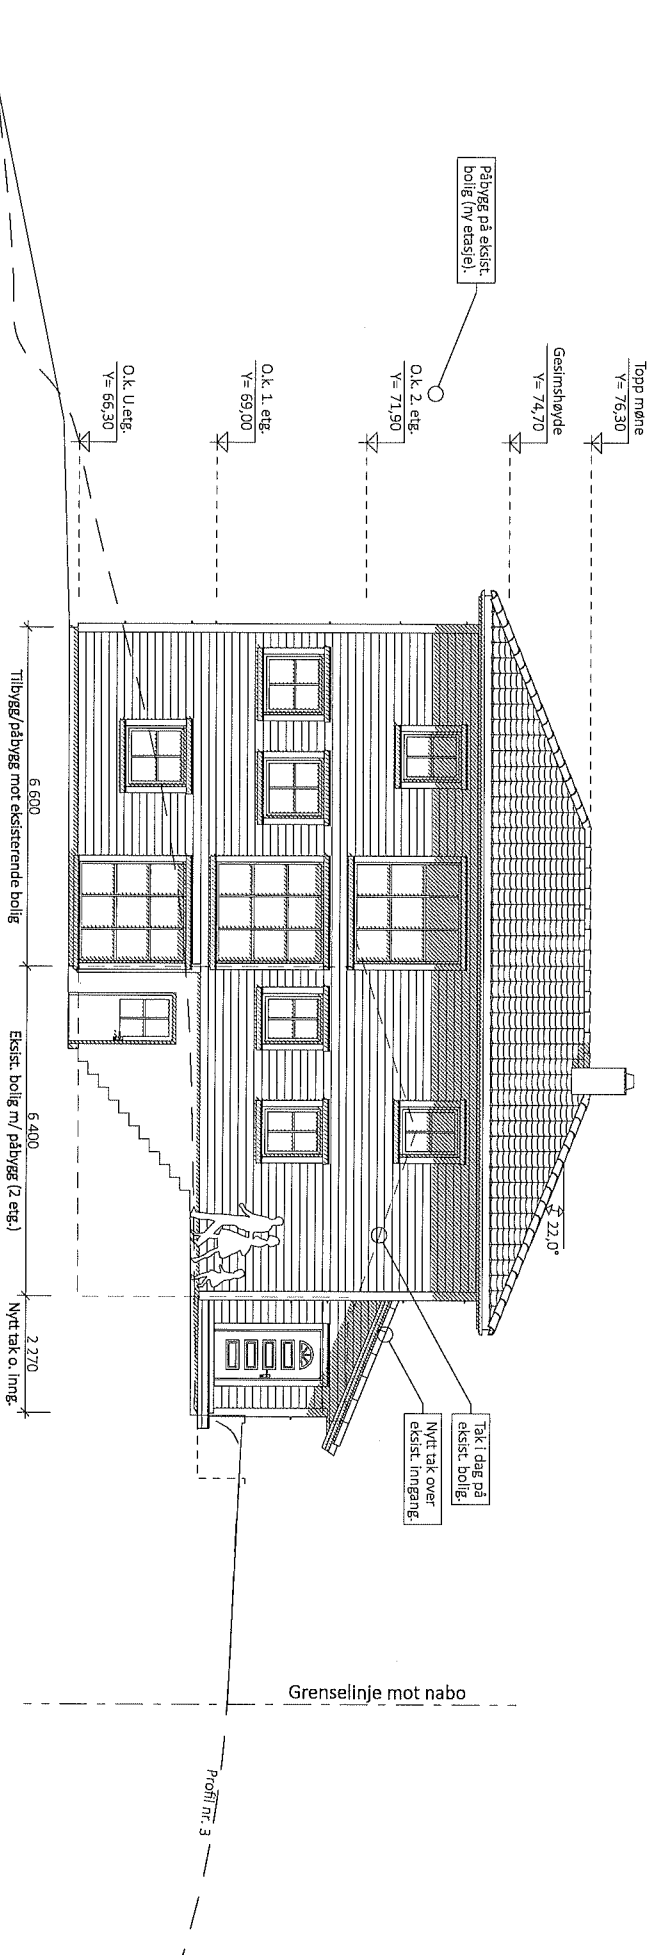 Påbygg på eksist.
bolig (ny etasje).
Topp møne
Y= 76,30
Gesimshøyde
Y= 74,70
O.k. 2. etg.
Y= 71,90
O.k. 1. etg.
Y= 69,00
O.k. U.etg.
Y= 66,30
22,0°
Tak i dag på
eksist. bolig.
Nytt tak over
eksist. inngang.
Grenselinje mot nabo
Profil nr. 3
6 600
Tilbygg/påbygg mot eksisterende bolig
6 400
Eksist. bolig m/ påbygg (2 etg.)
2 270
Nytt tak o. inng.